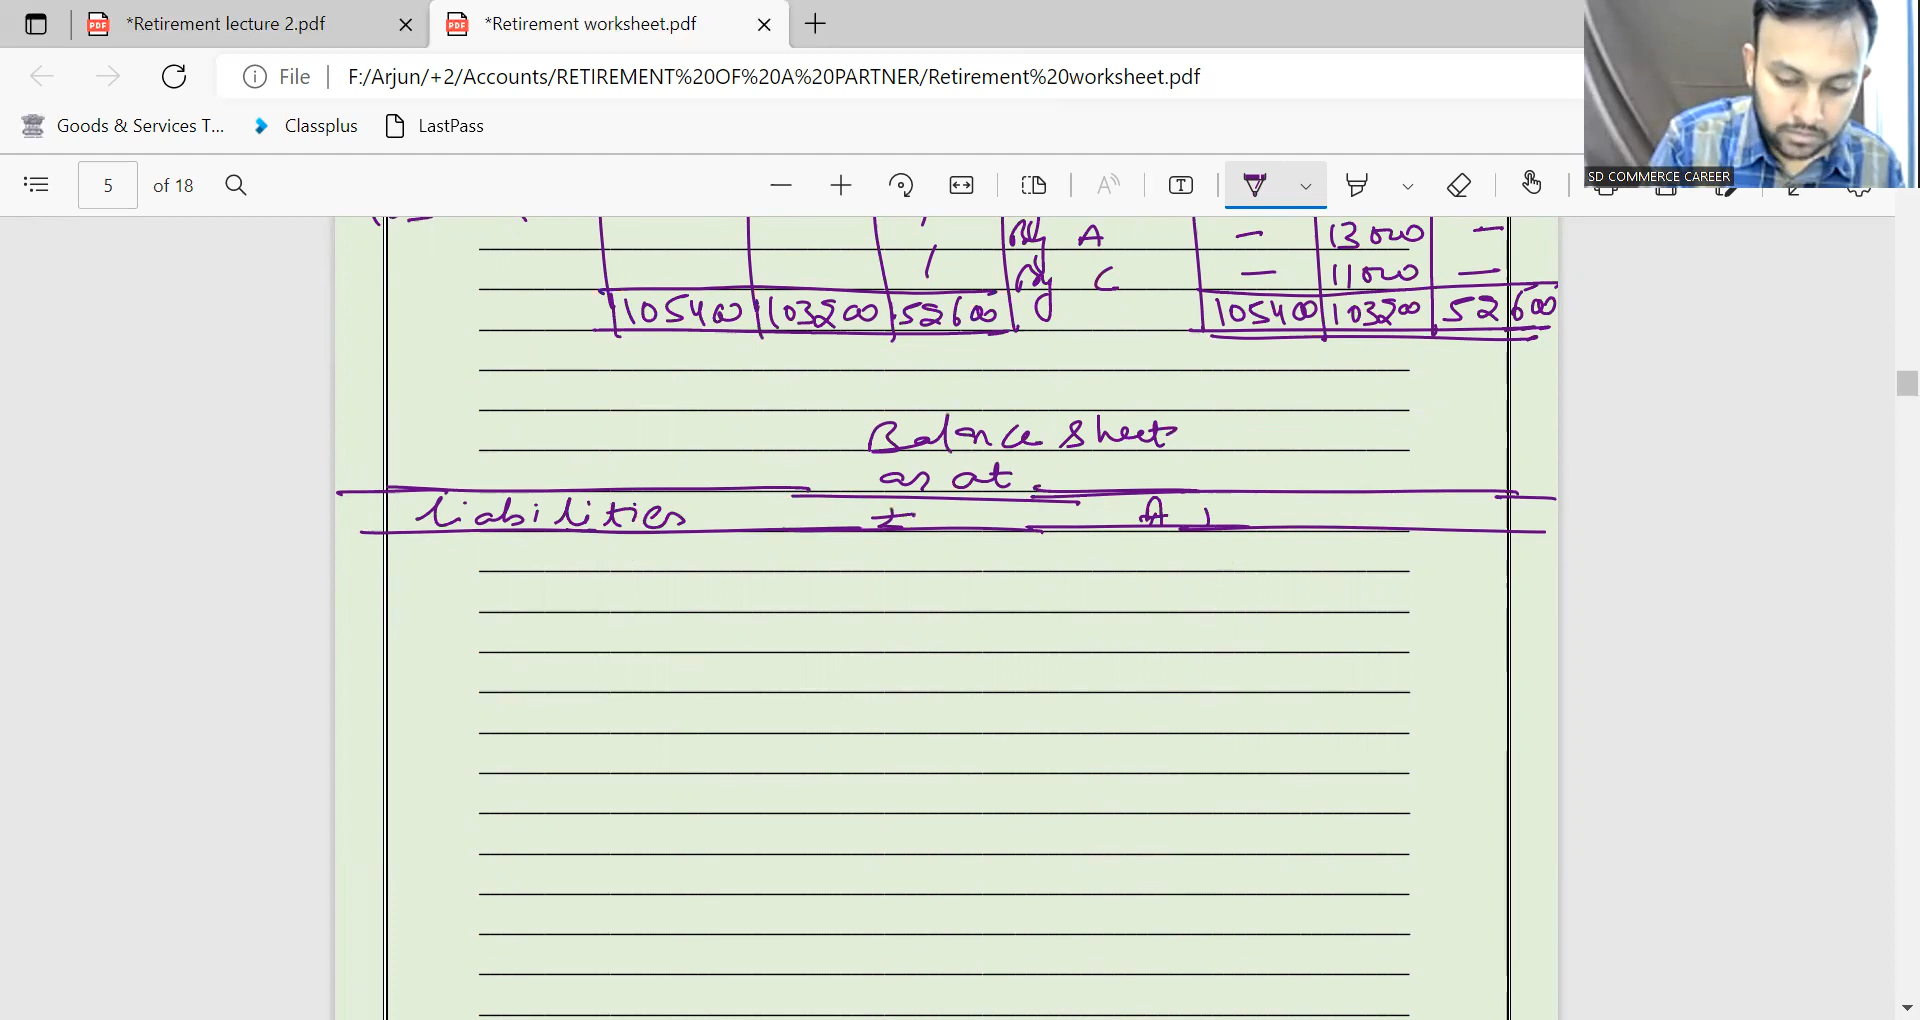 *Retirement lecture 2.pdf
*Retirement worksheet.pdf
File F:/Arjun/+2/Accounts/RETIREMENT%20OF%20A%20PARTNER/Retirement%20worksheet.pdf
Goods & Services T... Classplus LastPass
5 of 18
SD COMMERCE CAREER
By A — 13000 —
By C — 11000 —
105400 103200 52600 105400 103200 52600
Balance Sheet
as at
Liabilities ₹ A